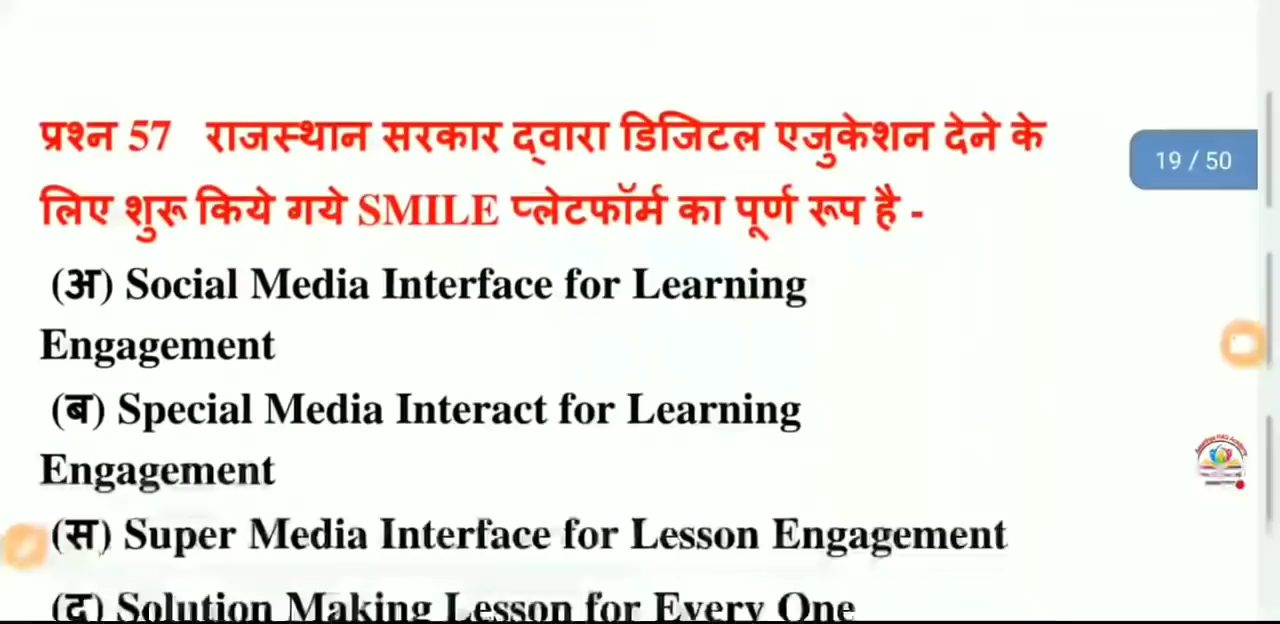 प्रश्न 57 राजस्थान सरकार द्वारा डिजिटल एजुकेशन देने के
19 / 50
लिए शुरू किये गये SMILE प्लेटफॉर्म का पूर्ण रूप है -
(अ) Social Media Interface for Learning
Engagement
(ब) Special Media Interact for Learning
Engagement
(स) Super Media Interface for Lesson Engagement
(द) Solution Making Lesson for Every One